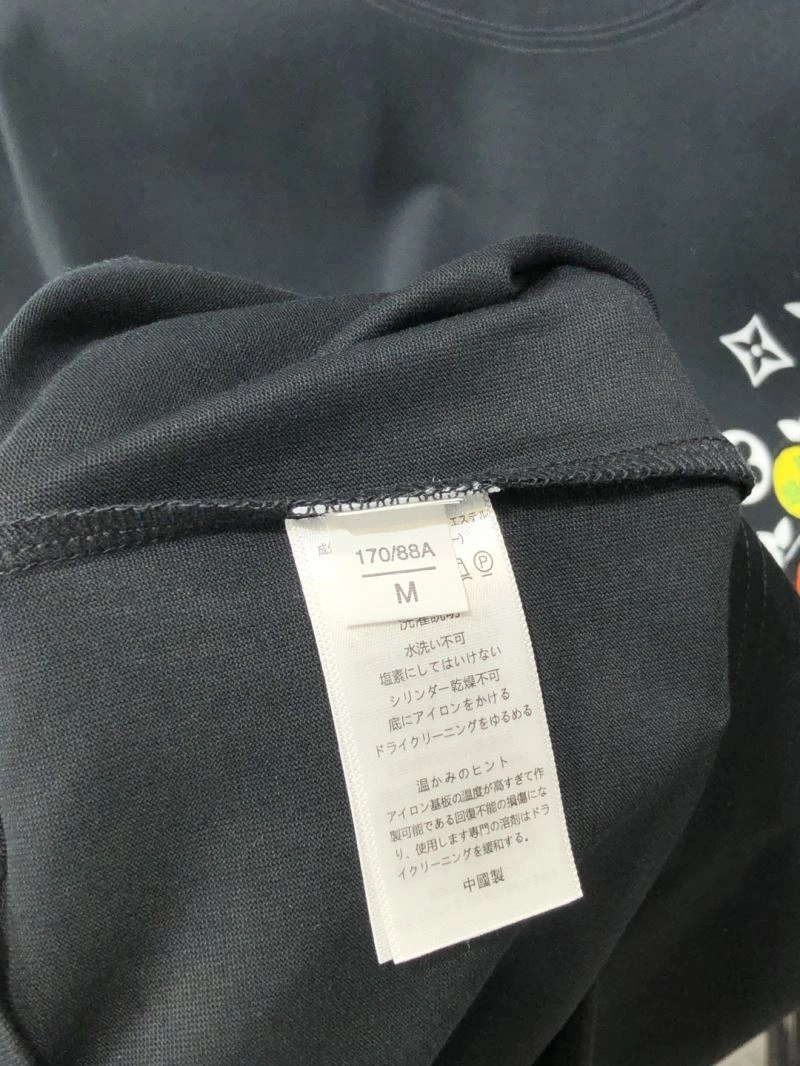 エステル
成分
170/88A
M
P
洗濯説明
水洗い不可
塩素にしてはいけない
シリンダー乾燥不可
底にアイロンをかける
ドライクリーニングをゆるめる
温かみのヒント
アイロン基板の温度が高すぎて作
製可能である回復不能の損傷にな
り、使用します専門の溶剤はドラ
イクリーニングを緩和する。
中國製